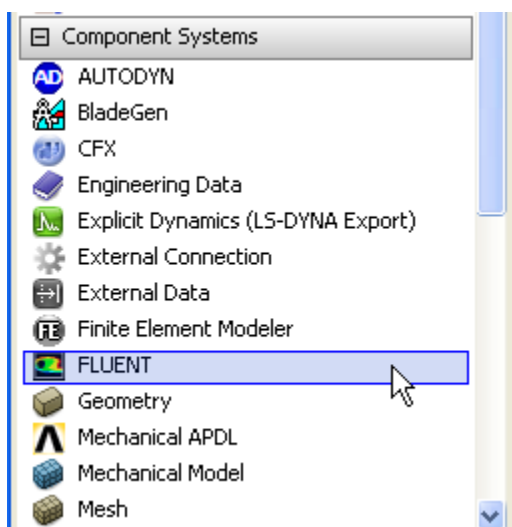 Component Systems
AUTODYN
BladeGen
CFX
Engineering Data
Explicit Dynamics (LS-DYNA Export)
External Connection
External Data
Finite Element Modeler
FLUENT
Geometry
Mechanical APDL
Mechanical Model
Mesh